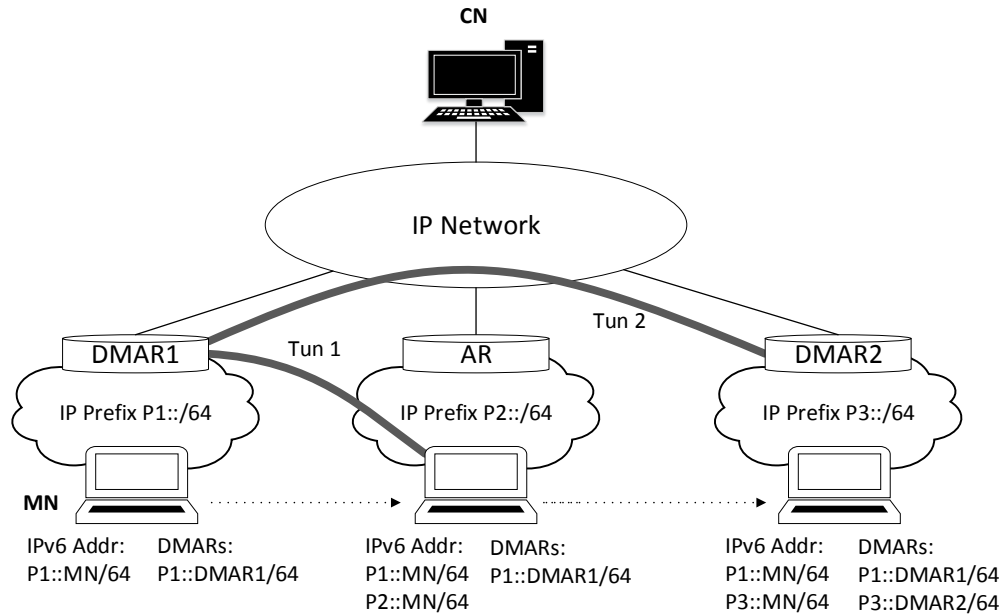 CN
IP Network
Tun 1
Tun 2
DMAR1
AR
DMAR2
IP Prefix P1::/64
IP Prefix P2::/64
IP Prefix P3::/64
MN
IPv6 Addr:
P1::MN/64
DMARs:
P1::DMAR1/64
IPv6 Addr:
P1::MN/64
P2::MN/64
DMARs:
P1::DMAR1/64
IPv6 Addr:
P1::MN/64
P3::MN/64
DMARs:
P1::DMAR1/64
P3::DMAR2/64